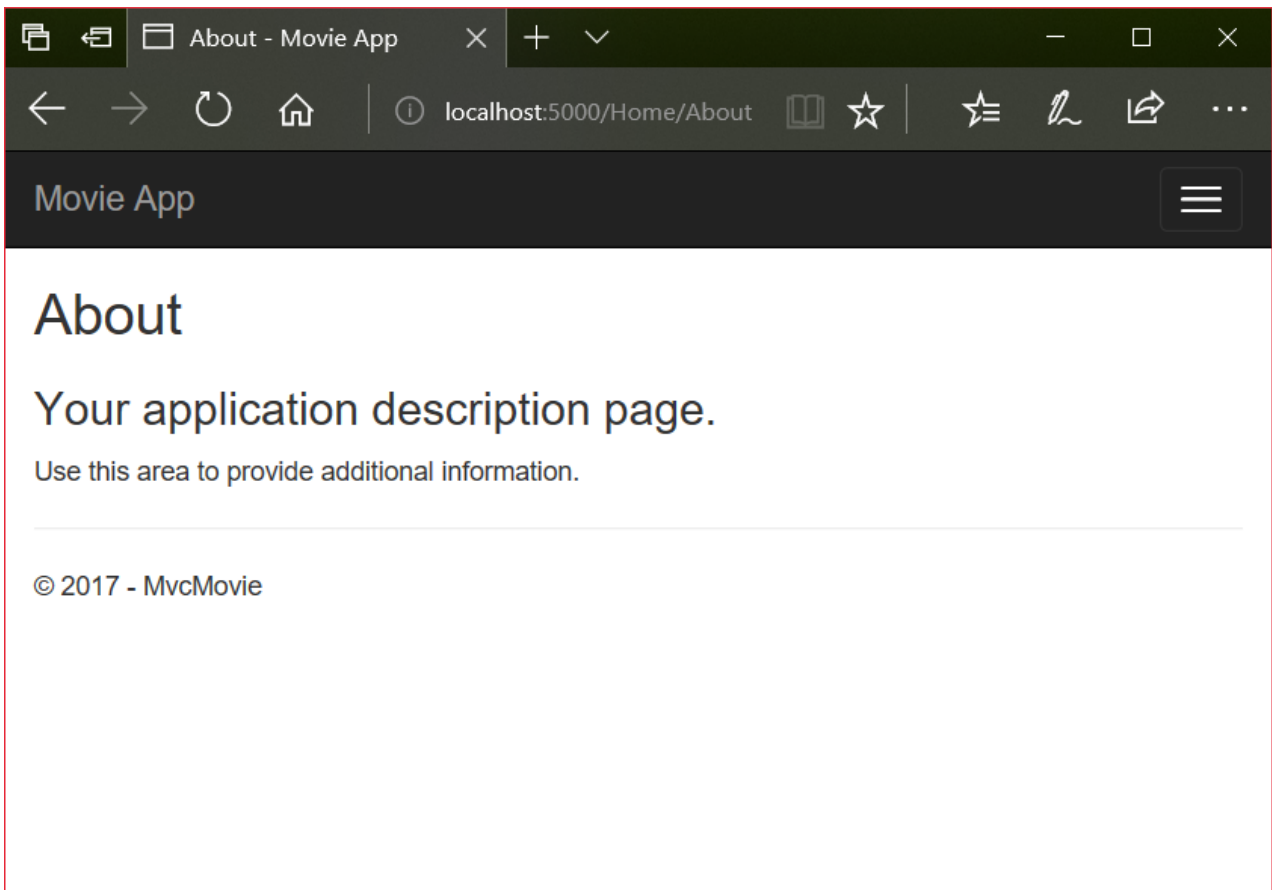 About - Movie App
localhost:5000/Home/About
Movie App
About
Your application description page.
Use this area to provide additional information.
© 2017 - MvcMovie